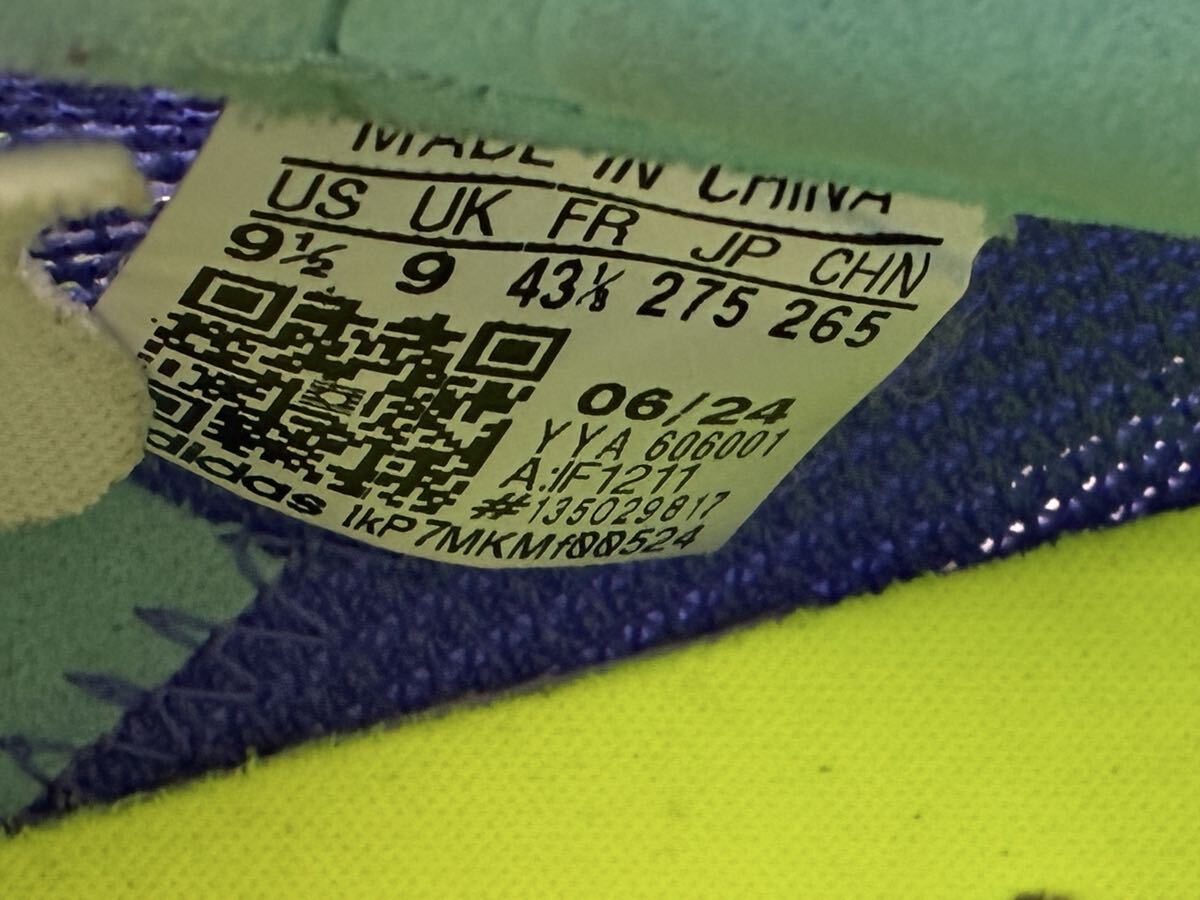 MADE IN CHINA
US UK FR JP CHN
9½ 9 43⅓ 275 265
06/24
YYA 606001
A:IF1211
#135029817
adidas 1kP7MKMf00524